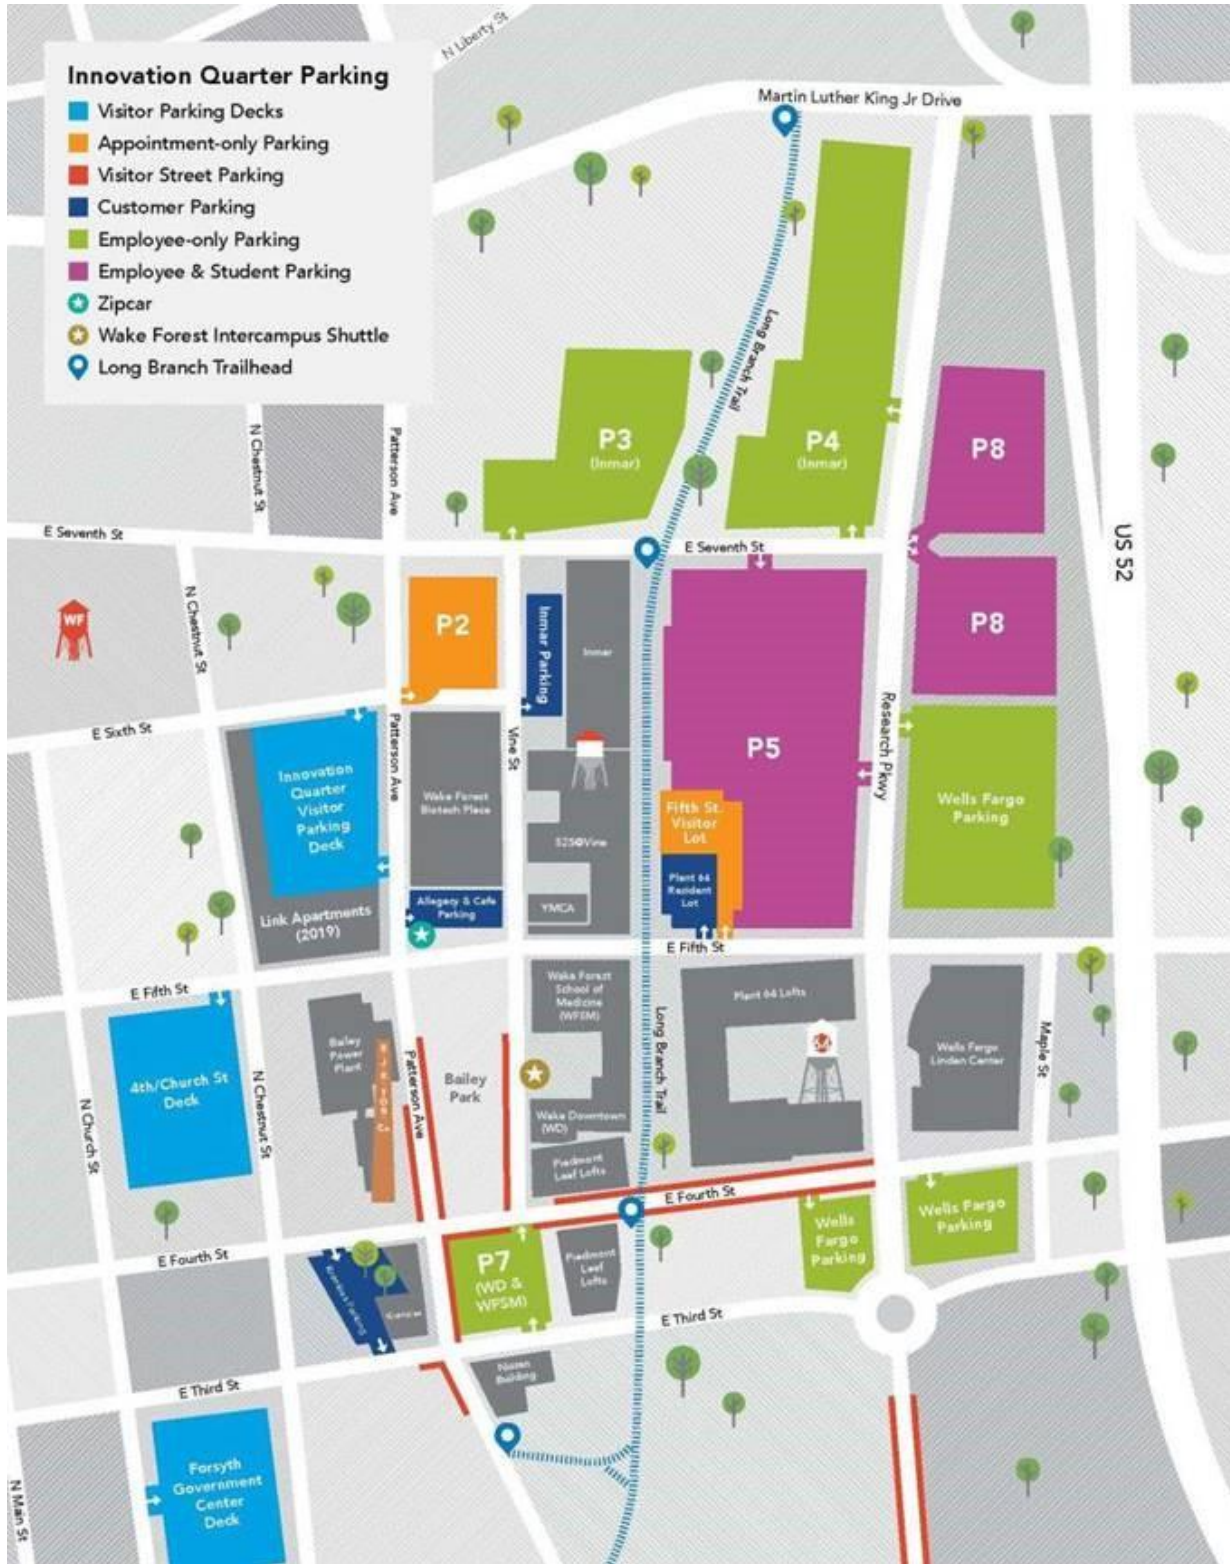 N Liberty St
Innovation Quarter Parking
Visitor Parking Decks
Appointment-only Parking
Visitor Street Parking
Customer Parking
Employee-only Parking
Employee & Student Parking
Zipcar
Wake Forest Intercampus Shuttle
Long Branch Trailhead
Martin Luther King Jr Drive
Long Branch Trail
P3
(Inmar)
P4
(Inmar)
P8
N Chestnut St
Patterson Ave
E Seventh St
E Seventh St
US 52
WF
N Chestnut St
P2
Inmar Parking
Inmar
P8
E Sixth St
Patterson Ave
Vine St
Research Pkwy
P5
Innovation
Quarter
Visitor
Parking
Deck
Wake Forest
Biotech Place
525@Vine
Fifth St.
Visitor
Lot
Wells Fargo
Parking
Plant 64
Resident
Lot
Allegacy & Cafe
Parking
YMCA
Link Apartments
(2019)
E Fifth St
E Fifth St
Wake Forest
School of
Medicine
(WFSM)
Plant 64 Lofts
64
Bailey
Power
Plant
Patterson Ave
Bailey
Park
Long Branch Trail
Wells Fargo
Linden Center
Maple St
4th/Church St
Deck
N Church St
N Chestnut St
Wake Downtown
(WD)
Piedmont
Leaf Lofts
E Fourth St
E Fourth St
Wells Fargo
Parking
Wells
Fargo
Parking
P7
(WD &
WFSM)
Piedmont
Leaf
Lofts
Krankies Parking
E Third St
E Third St
Nissen
Building
Forsyth
Government
Center
Deck
N Main St